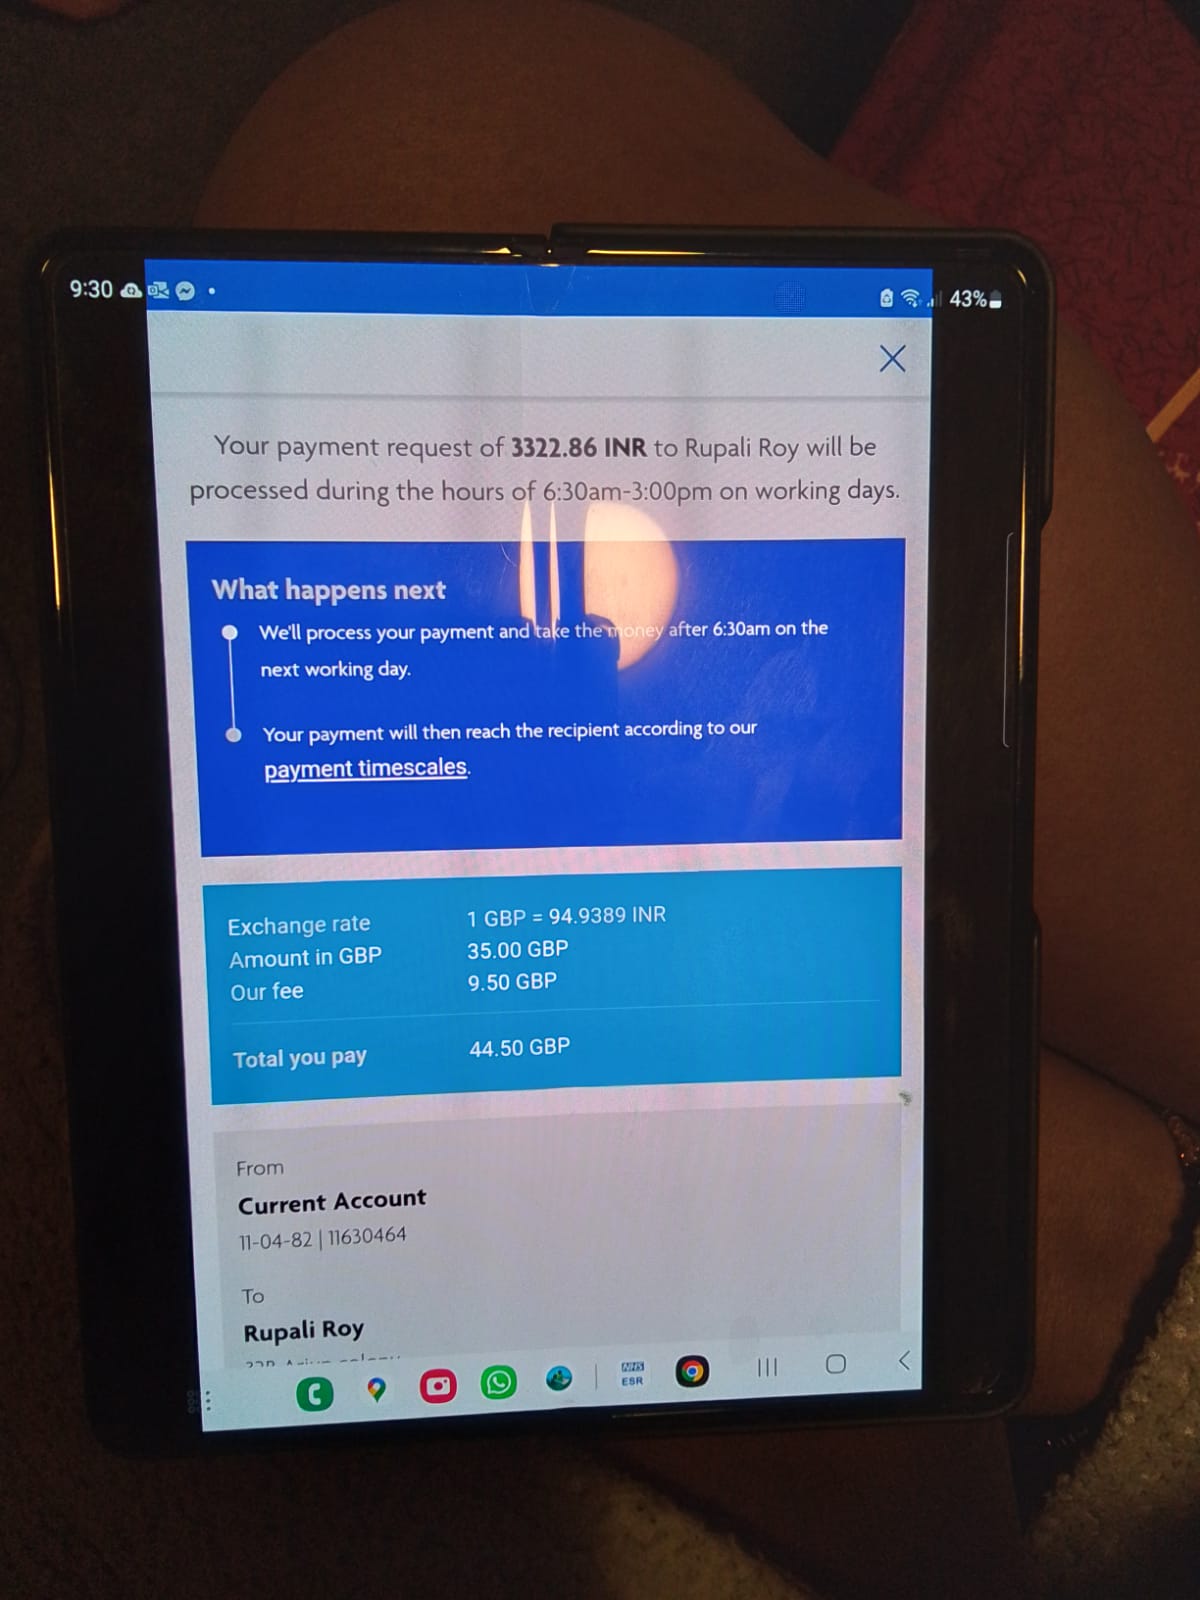 9:30
43%
Your payment request of 3322.86 INR to Rupali Roy will be
processed during the hours of 6:30am-3:00pm on working days.
What happens next
We'll process your payment and take the money after 6:30am on the
next working day.
Your payment will then reach the recipient according to our
payment timescales.
Exchange rate 1 GBP = 94.9389 INR
Amount in GBP 35.00 GBP
Our fee 9.50 GBP
Total you pay 44.50 GBP
From
Current Account
11-04-82 | 11630464
To
Rupali Roy
NHS
ESR